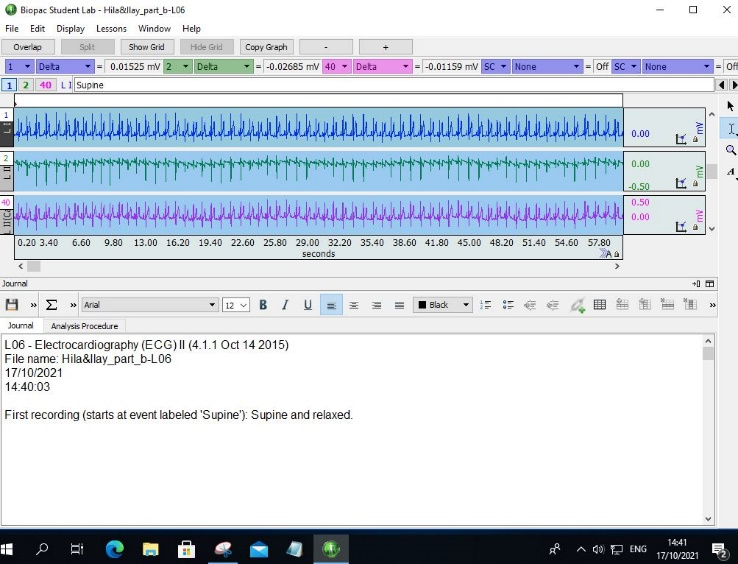 Biopac Student Lab - Hila&Ilay_part_b-L06
File Edit Display Lessons Window Help
Overlap Split Show Grid Hide Grid Copy Graph - +
1 Delta = 0.01525 mV 2 Delta = -0.02685 mV 40 Delta = -0.01159 mV SC None = Off SC None = Off
1 2 40 L I Supine
1
L I
0.00
mV
2
L II
0.00
-0.50
mV
40
0.50
0.00
mV
0.20 3.40 6.60 9.80 13.00 16.20 19.40 22.60 25.80 29.00 32.20 35.40 38.60 41.80 45.00 48.20 51.40 54.60 57.80
seconds
Journal
» Σ » Arial 12 B I U Black »
Journal Analysis Procedure
L06 - Electrocardiography (ECG) II (4.1.1 Oct 14 2015)
File name: Hila&Ilay_part_b-L06
17/10/2021
14:40:03
First recording (starts at event labeled 'Supine'): Supine and relaxed.
ENG
14:41
17/10/2021
2